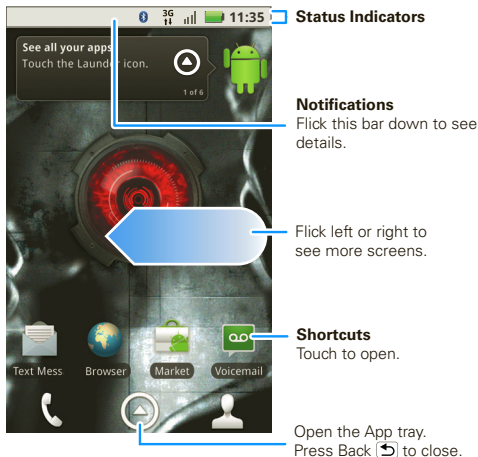 3G
11:35
Status Indicators
See all your apps
Touch the Launder icon.
1 of 6
Notifications
Flick this bar down to see
details.
Flick left or right to
see more screens.
Shortcuts
Touch to open.
Text Mess
Browser
Market
Voicemail
Open the App tray.
Press Back to close.